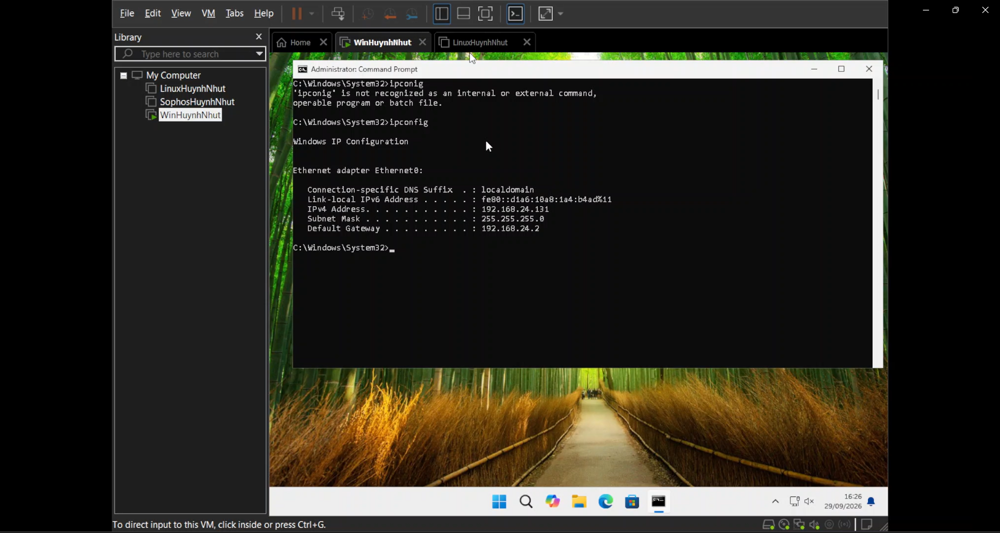 File Edit View VM Tabs Help
Library
Type here to search
My Computer
LinuxHuynhNhut
SophosHuynhNhut
WinHuynhNhut
Home
WinHuynhNhut
LinuxHuynhNhut
Administrator: Command Prompt
C:\Windows\System32>ipconig
'ipconig' is not recognized as an internal or external command,
operable program or batch file.
C:\Windows\System32>ipconfig
Windows IP Configuration
Ethernet adapter Ethernet0:
Connection-specific DNS Suffix . : localdomain
Link-local IPv6 Address . . . . . : fe80::d1a6:10a8:1a4:b4ad%11
IPv4 Address. . . . . . . . . . . : 192.168.24.131
Subnet Mask . . . . . . . . . . . : 255.255.255.0
Default Gateway . . . . . . . . . : 192.168.24.2
C:\Windows\System32>
16:26
29/09/2026
To direct input to this VM, click inside or press Ctrl+G.